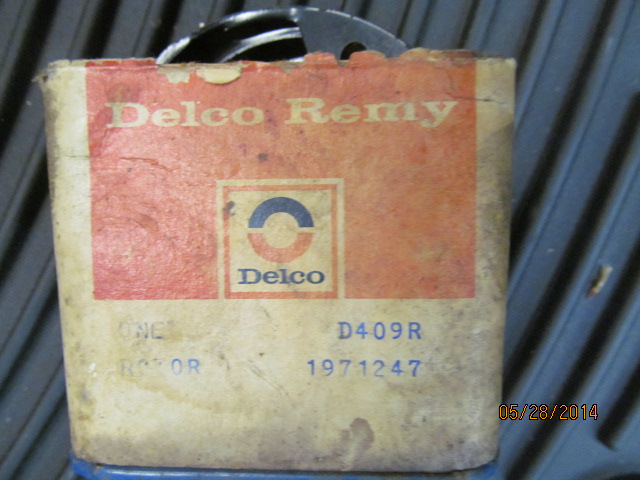 Delco Remy
Delco
ONE D409R
ROTOR 1971247
05/28/2014